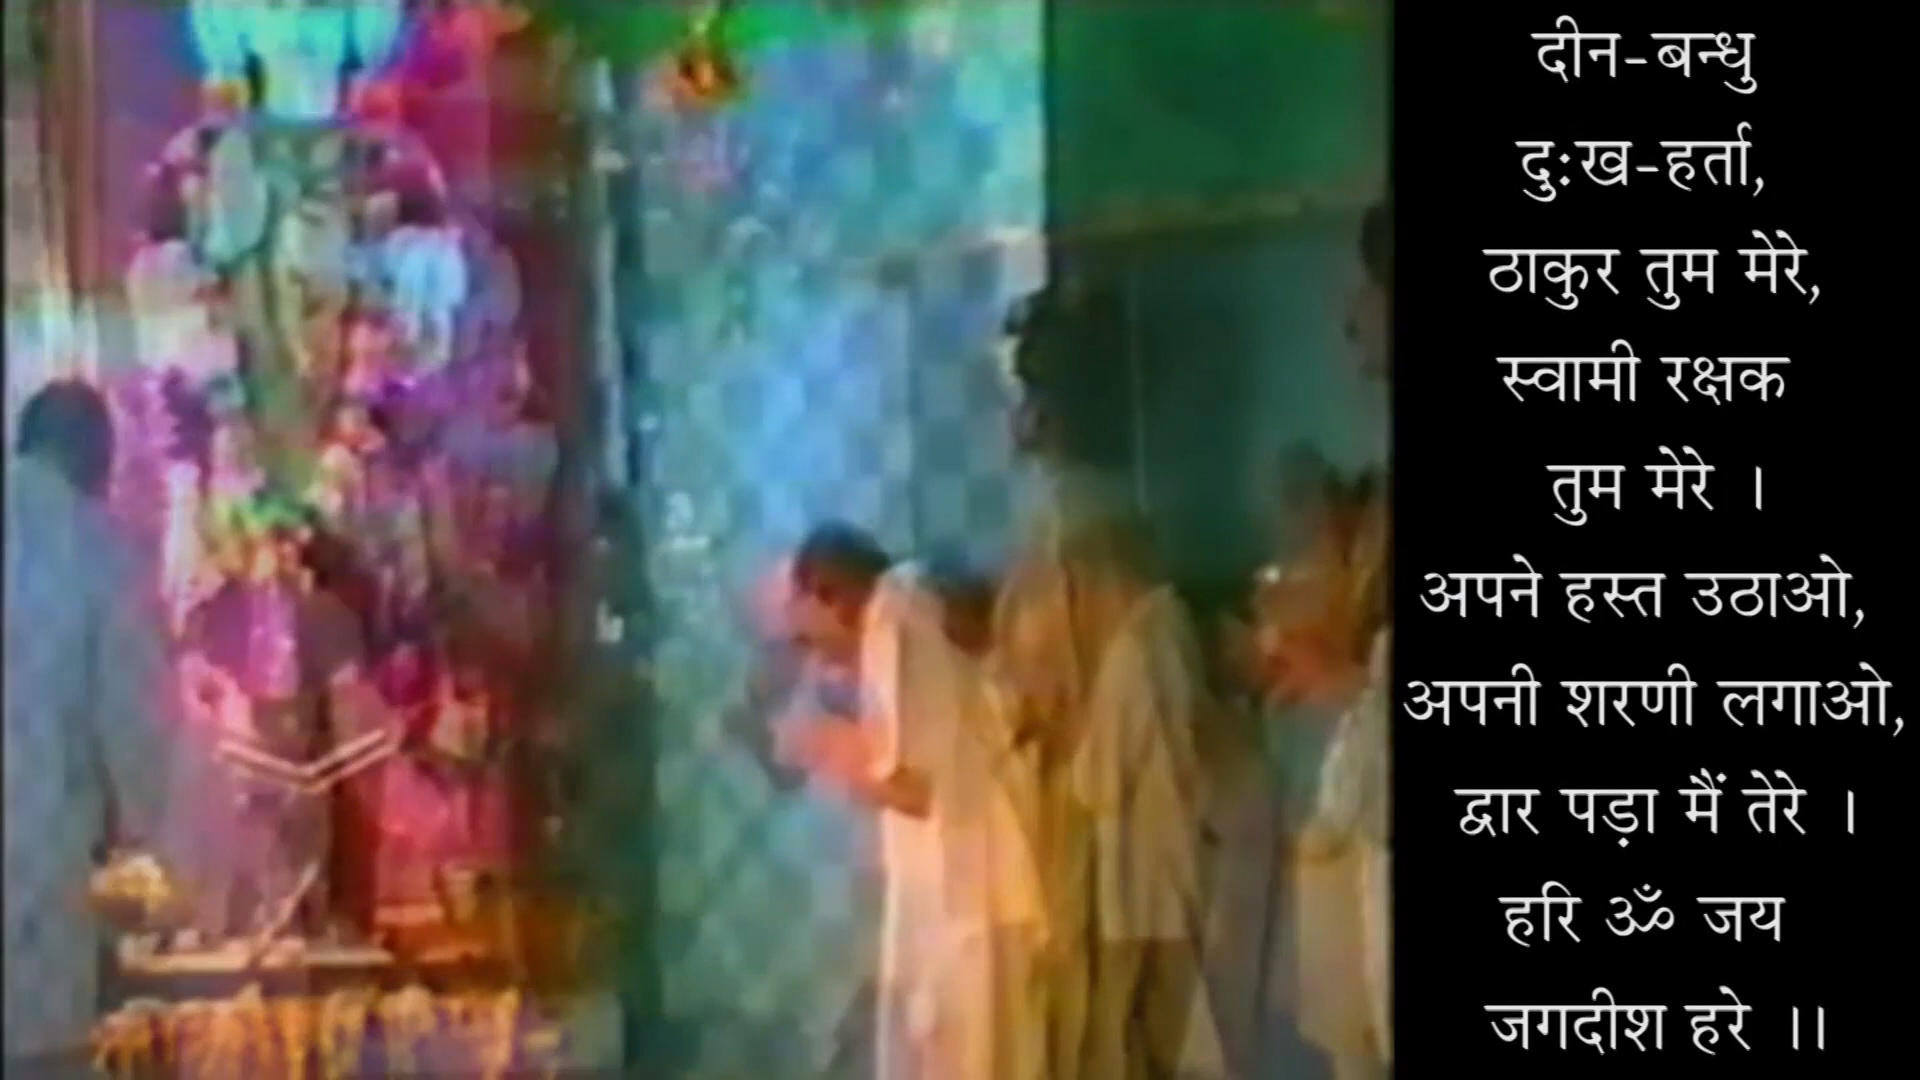 दीन-बन्धु
दुःख-हर्ता,
ठाकुर तुम मेरे,
स्वामी रक्षक
तुम मेरे ।
अपने हस्त उठाओ,
अपनी शरणी लगाओ,
द्वार पड़ा मैं तेरे ।
हरि ॐ जय
जगदीश हरे ।।